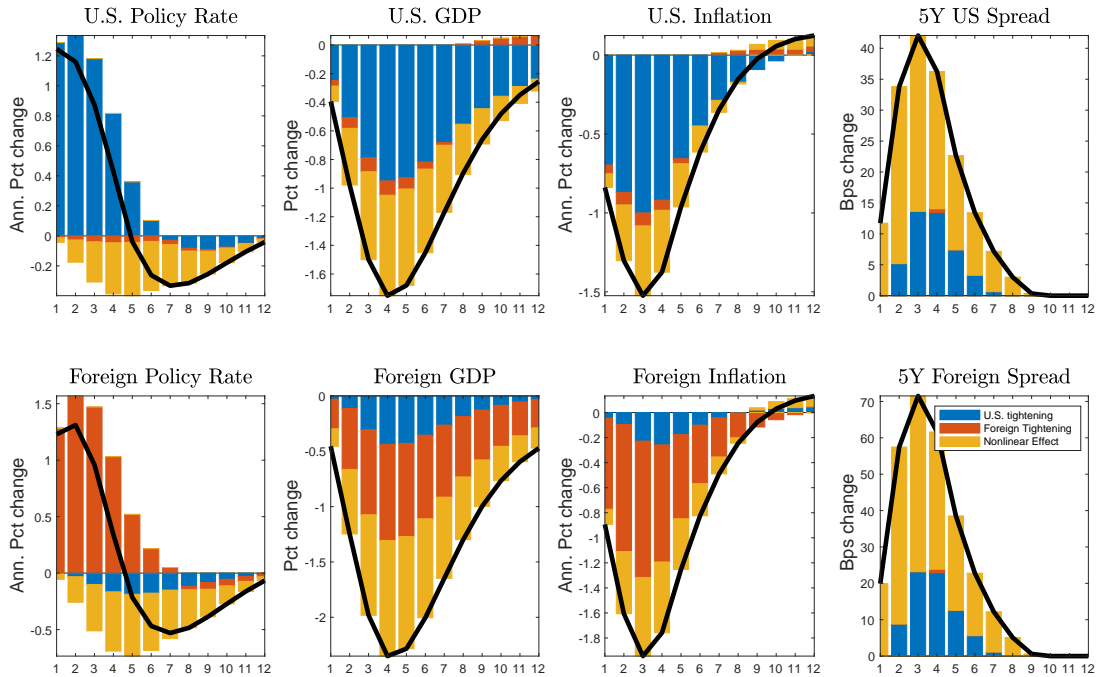 U.S. Policy Rate
Ann. Pct change
1.2
1
0.8
0.6
0.4
0.2
0
-0.2
1 2 3 4 5 6 7 8 9 10 11 12
U.S. GDP
Pct change
0
-0.2
-0.4
-0.6
-0.8
-1
-1.2
-1.4
-1.6
1 2 3 4 5 6 7 8 9 10 11 12
U.S. Inflation
Ann. Pct change
0
-0.5
-1
-1.5
1 2 3 4 5 6 7 8 9 10 11 12
5Y US Spread
Bps change
40
35
30
25
20
15
10
5
0
1 2 3 4 5 6 7 8 9 10 11 12
Foreign Policy Rate
Ann. Pct change
1.5
1
0.5
0
-0.5
1 2 3 4 5 6 7 8 9 10 11 12
Foreign GDP
Pct change
0
-0.5
-1
-1.5
-2
1 2 3 4 5 6 7 8 9 10 11 12
Foreign Inflation
Ann. Pct change
0
-0.2
-0.4
-0.6
-0.8
-1
-1.2
-1.4
-1.6
-1.8
1 2 3 4 5 6 7 8 9 10 11 12
5Y Foreign Spread
Bps change
70
60
50
40
30
20
10
0
1 2 3 4 5 6 7 8 9 10 11 12
U.S. tightening
Foreign Tightening
Nonlinear Effect